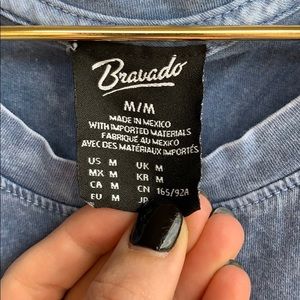 Bravado
M/M
MADE IN MEXICO
WITH IMPORTED MATERIALS
FABRIQUÉ AU MEXICO
AVEC DES MATÉRIAUX IMPORTÉS
US M UK M
MX M KR M
CA M CN 165/92A
EU M JP